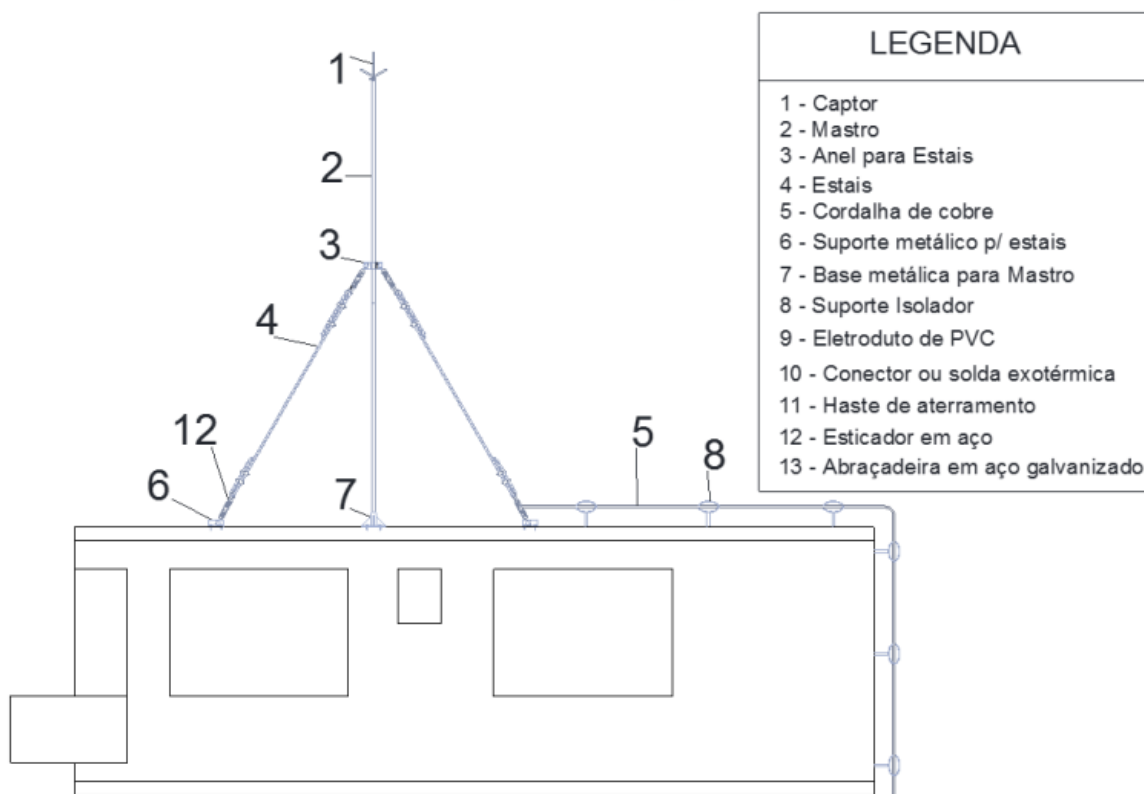 LEGENDA
1 - Captor
2 - Mastro
3 - Anel para Estais
4 - Estais
5 - Cordalha de cobre
6 - Suporte metálico p/ estais
7 - Base metálica para Mastro
8 - Suporte Isolador
9 - Eletroduto de PVC
10 - Conector ou solda exotérmica
11 - Haste de aterramento
12 - Esticador em aço
13 - Abraçadeira em aço galvanizado
1
2
3
4
12
5
8
6
7